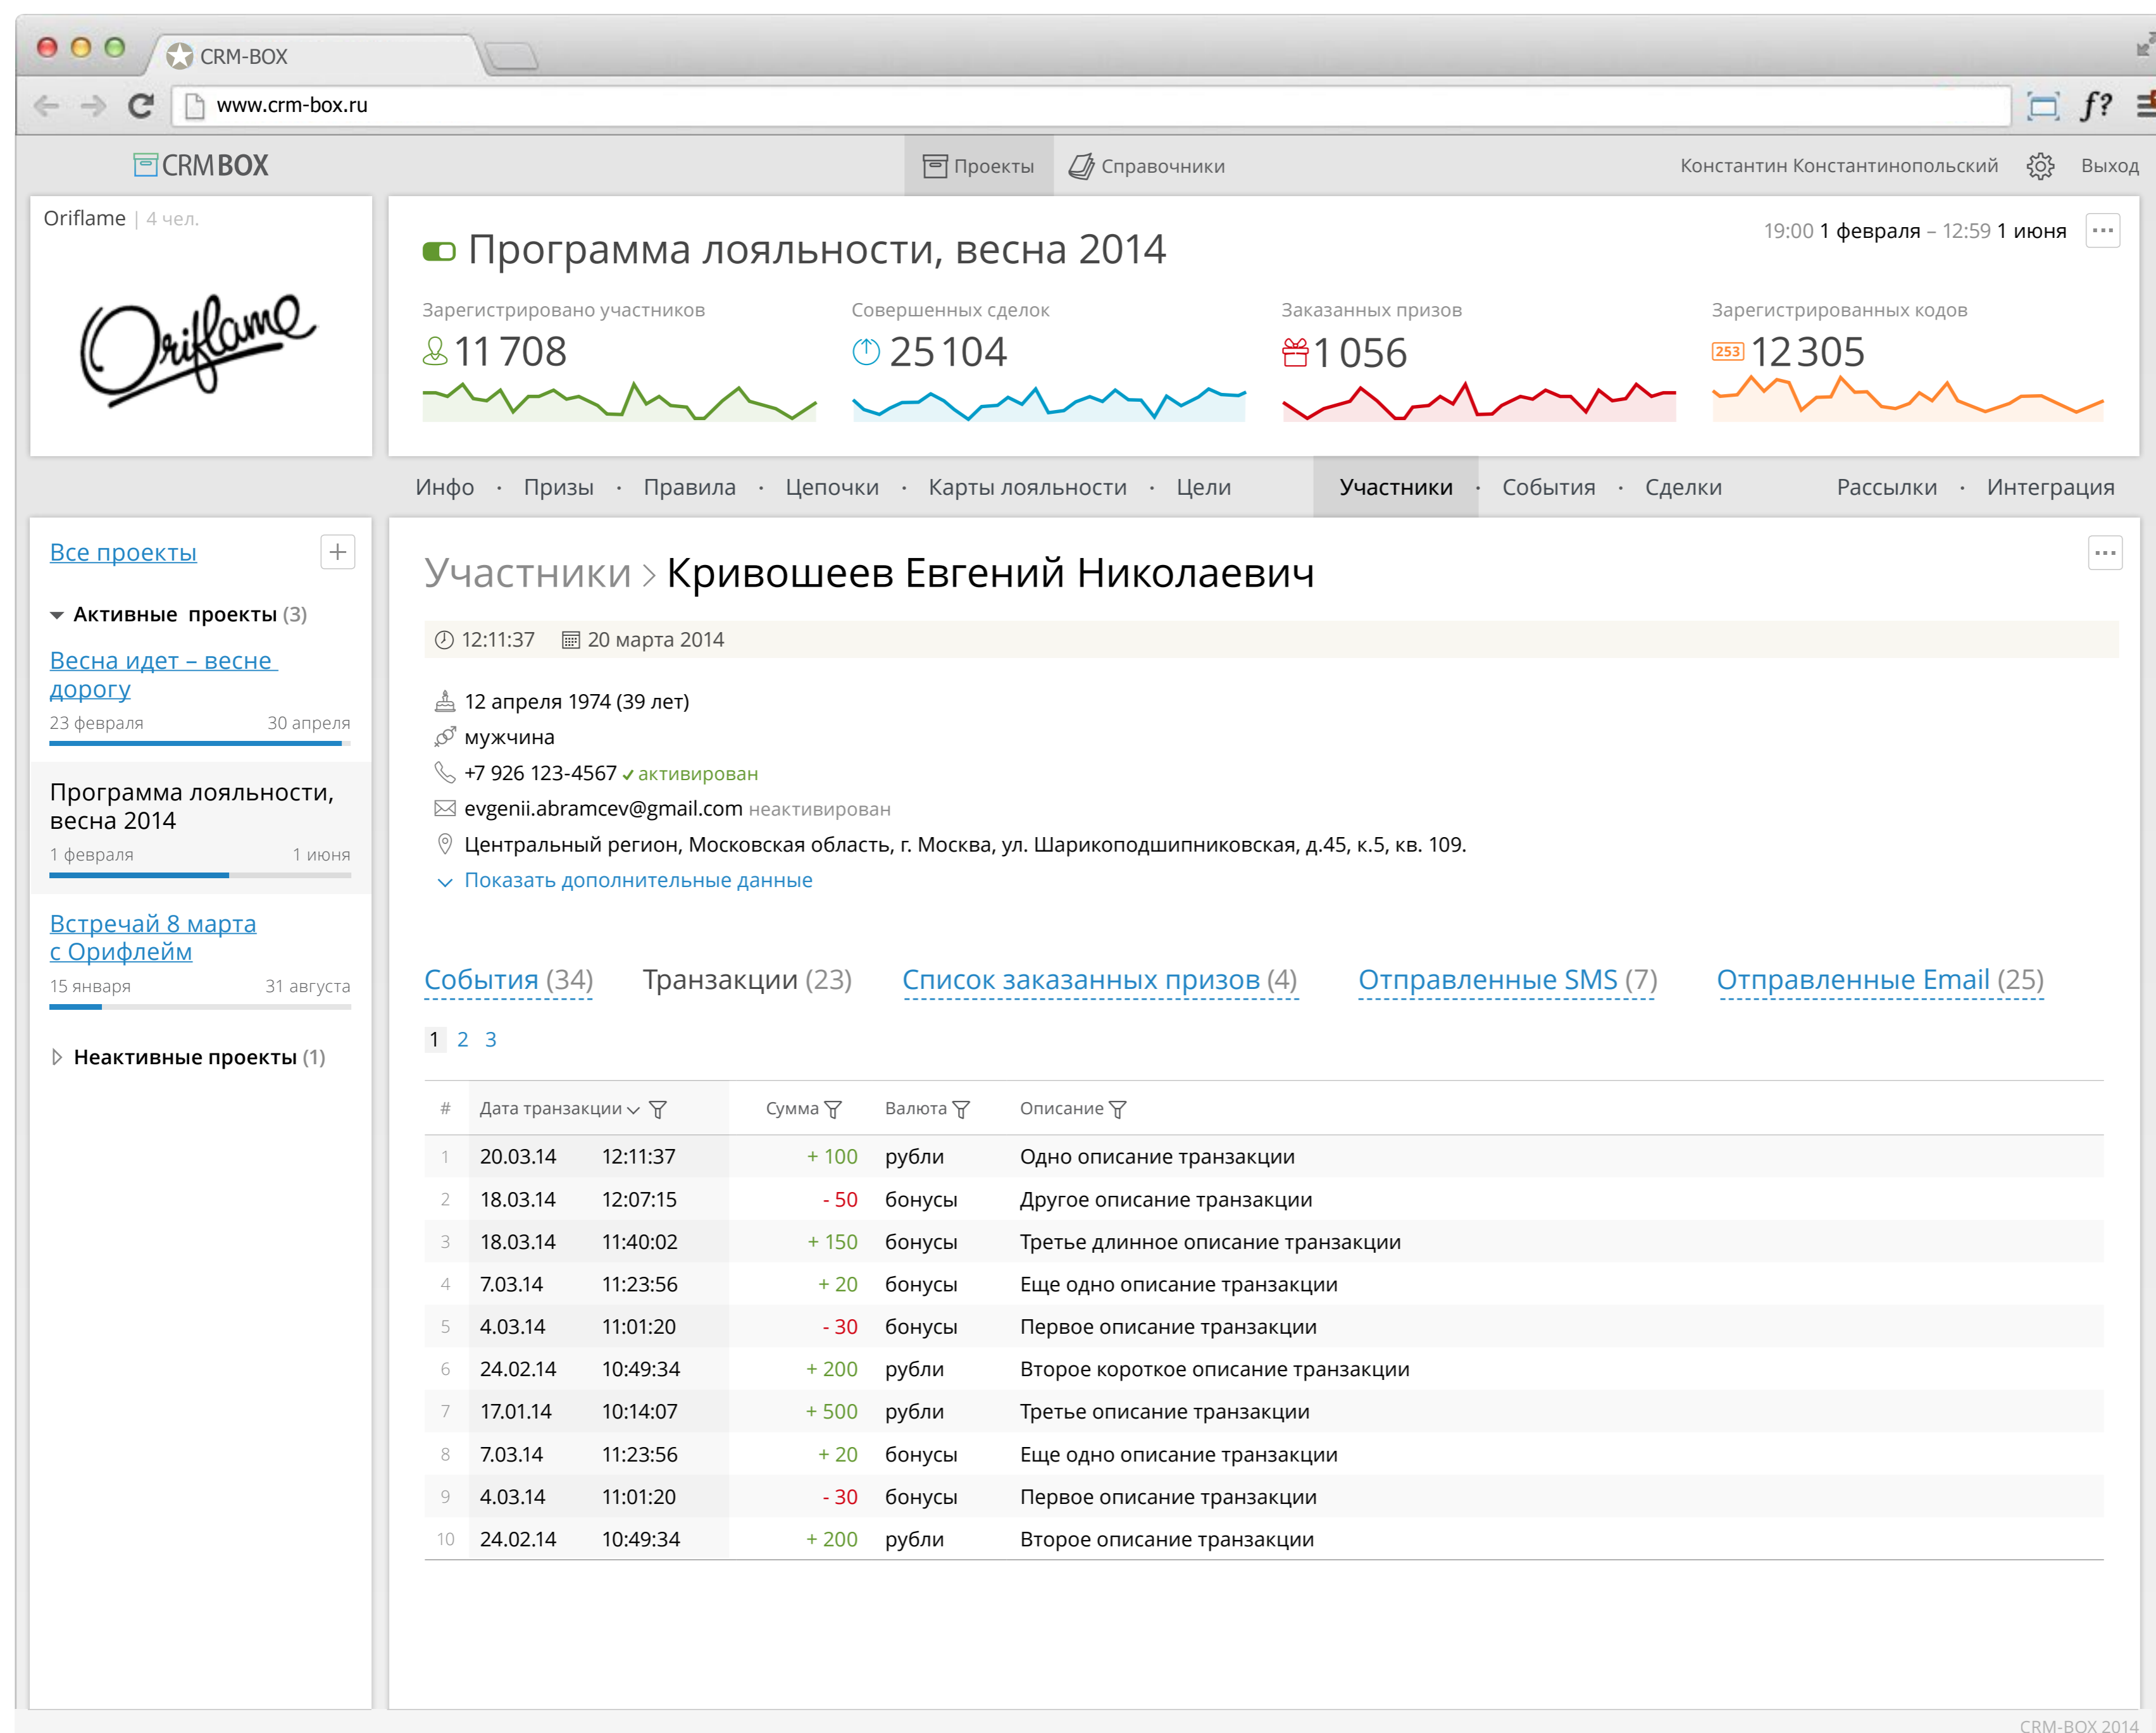 CRM-BOX
www.crm-box.ru
f?
CRMBOX
Проекты
Справочники
Константин Константинопольский
Выход
Oriflame | 4 чел.
Oriflame
Программа лояльности, весна 2014
19:00 1 февраля – 12:59 1 июня
Зарегистрировано участников
11 708
Совершенных сделок
25 104
Заказанных призов
1 056
Зарегистрированных кодов
253 12 305
Инфо · Призы · Правила · Цепочки · Карты лояльности · Цели
Участники · События · Сделки
Рассылки · Интеграция
Все проекты
Активные проекты (3)
Весна идет – весне
дорогу
23 февраля 30 апреля
Программа лояльности,
весна 2014
1 февраля 1 июня
Встречай 8 марта
с Орифлейм
15 января 31 августа
Неактивные проекты (1)
Участники > Кривошеев Евгений Николаевич
12:11:37 20 марта 2014
12 апреля 1974 (39 лет)
мужчина
+7 926 123-4567 активирован
evgenii.abramcev@gmail.com неактивирован
Центральный регион, Московская область, г. Москва, ул. Шарикоподшипниковская, д.45, к.5, кв. 109.
Показать дополнительные данные
События (34) Транзакции (23) Список заказанных призов (4) Отправленные SMS (7) Отправленные Email (25)
1 2 3
# Дата транзакции Сумма Валюта Описание
1 20.03.14 12:11:37 + 100 рубли Одно описание транзакции
2 18.03.14 12:07:15 - 50 бонусы Другое описание транзакции
3 18.03.14 11:40:02 + 150 бонусы Третье длинное описание транзакции
4 7.03.14 11:23:56 + 20 бонусы Еще одно описание транзакции
5 4.03.14 11:01:20 - 30 бонусы Первое описание транзакции
6 24.02.14 10:49:34 + 200 рубли Второе короткое описание транзакции
7 17.01.14 10:14:07 + 500 рубли Третье описание транзакции
8 7.03.14 11:23:56 + 20 бонусы Еще одно описание транзакции
9 4.03.14 11:01:20 - 30 бонусы Первое описание транзакции
10 24.02.14 10:49:34 + 200 рубли Второе описание транзакции
CRM-BOX 2014